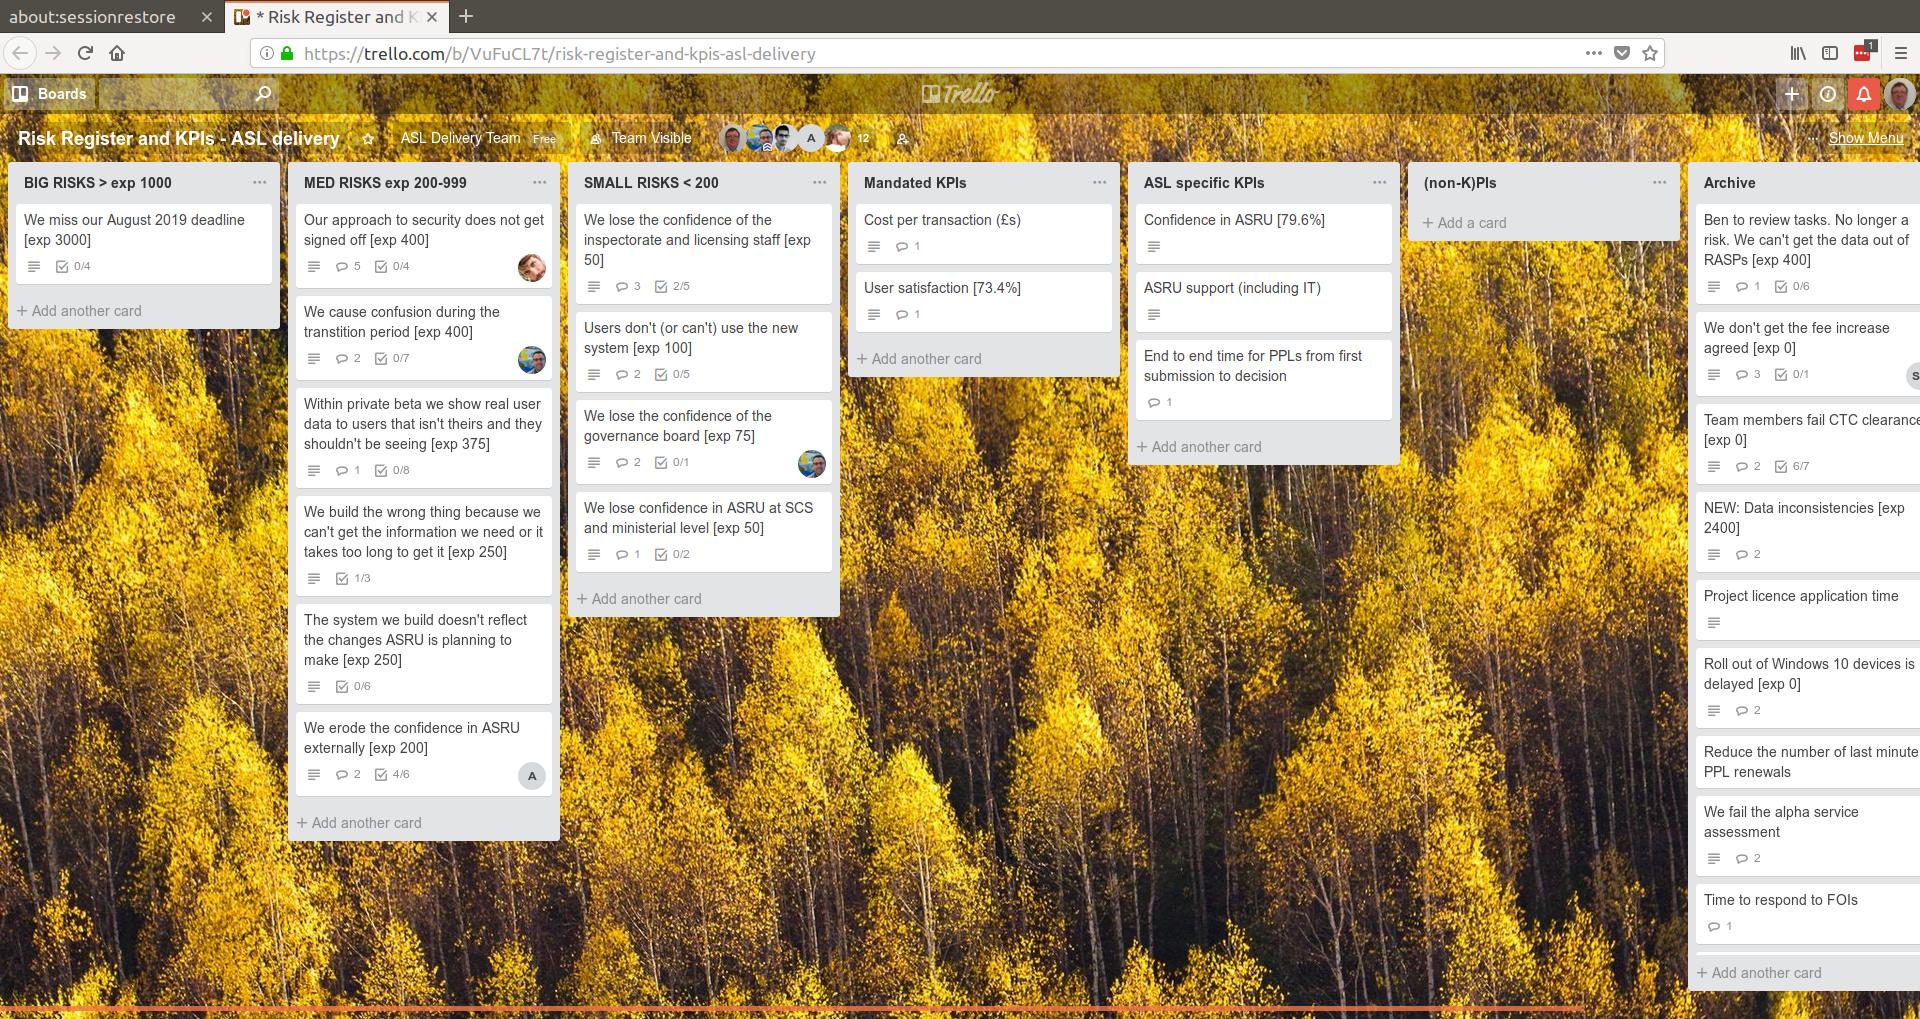 about:sessionrestore
* Risk Register and K
https://trello.com/b/VuFuCL7t/risk-register-and-kpis-asl-delivery
1
Boards
Trello
Risk Register and KPIs - ASL delivery
ASL Delivery Team Free
Team Visible
A
12
Show Menu
BIG RISKS > exp 1000
We miss our August 2019 deadline
[exp 3000]
0/4
+ Add another card
MED RISKS exp 200-999
Our approach to security does not get
signed off [exp 400]
5 0/4
We cause confusion during the
transtition period [exp 400]
2 0/7
Within private beta we show real user
data to users that isn't theirs and they
shouldn't be seeing [exp 375]
1 0/8
We build the wrong thing because we
can't get the information we need or it
takes too long to get it [exp 250]
1/3
The system we build doesn't reflect
the changes ASRU is planning to
make [exp 250]
0/6
We erode the confidence in ASRU
externally [exp 200]
2 4/6
A
+ Add another card
SMALL RISKS < 200
We lose the confidence of the
inspectorate and licensing staff [exp
50]
3 2/5
Users don't (or can't) use the new
system [exp 100]
2 0/5
We lose the confidence of the
governance board [exp 75]
2 0/1
We lose confidence in ASRU at SCS
and ministerial level [exp 50]
1 0/2
+ Add another card
Mandated KPIs
Cost per transaction (£s)
1
User satisfaction [73.4%]
1
+ Add another card
ASL specific KPIs
Confidence in ASRU [79.6%]
ASRU support (including IT)
End to end time for PPLs from first
submission to decision
1
+ Add another card
(non-K)PIs
+ Add a card
Archive
Ben to review tasks. No longer a
risk. We can't get the data out of
RASPs [exp 400]
1 0/6
We don't get the fee increase
agreed [exp 0]
3 0/1
S
Team members fail CTC clearance
[exp 0]
2 6/7
NEW: Data inconsistencies [exp
2400]
2
Project licence application time
Roll out of Windows 10 devices is
delayed [exp 0]
2
Reduce the number of last minute
PPL renewals
We fail the alpha service
assessment
2
Time to respond to FOIs
1
+ Add another card